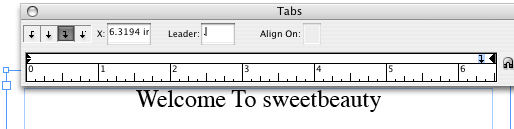 Tabs
X: 6.3194 in Leader: . Align On:
0 1 2 3 4 5 6
Welcome To sweetbeauty